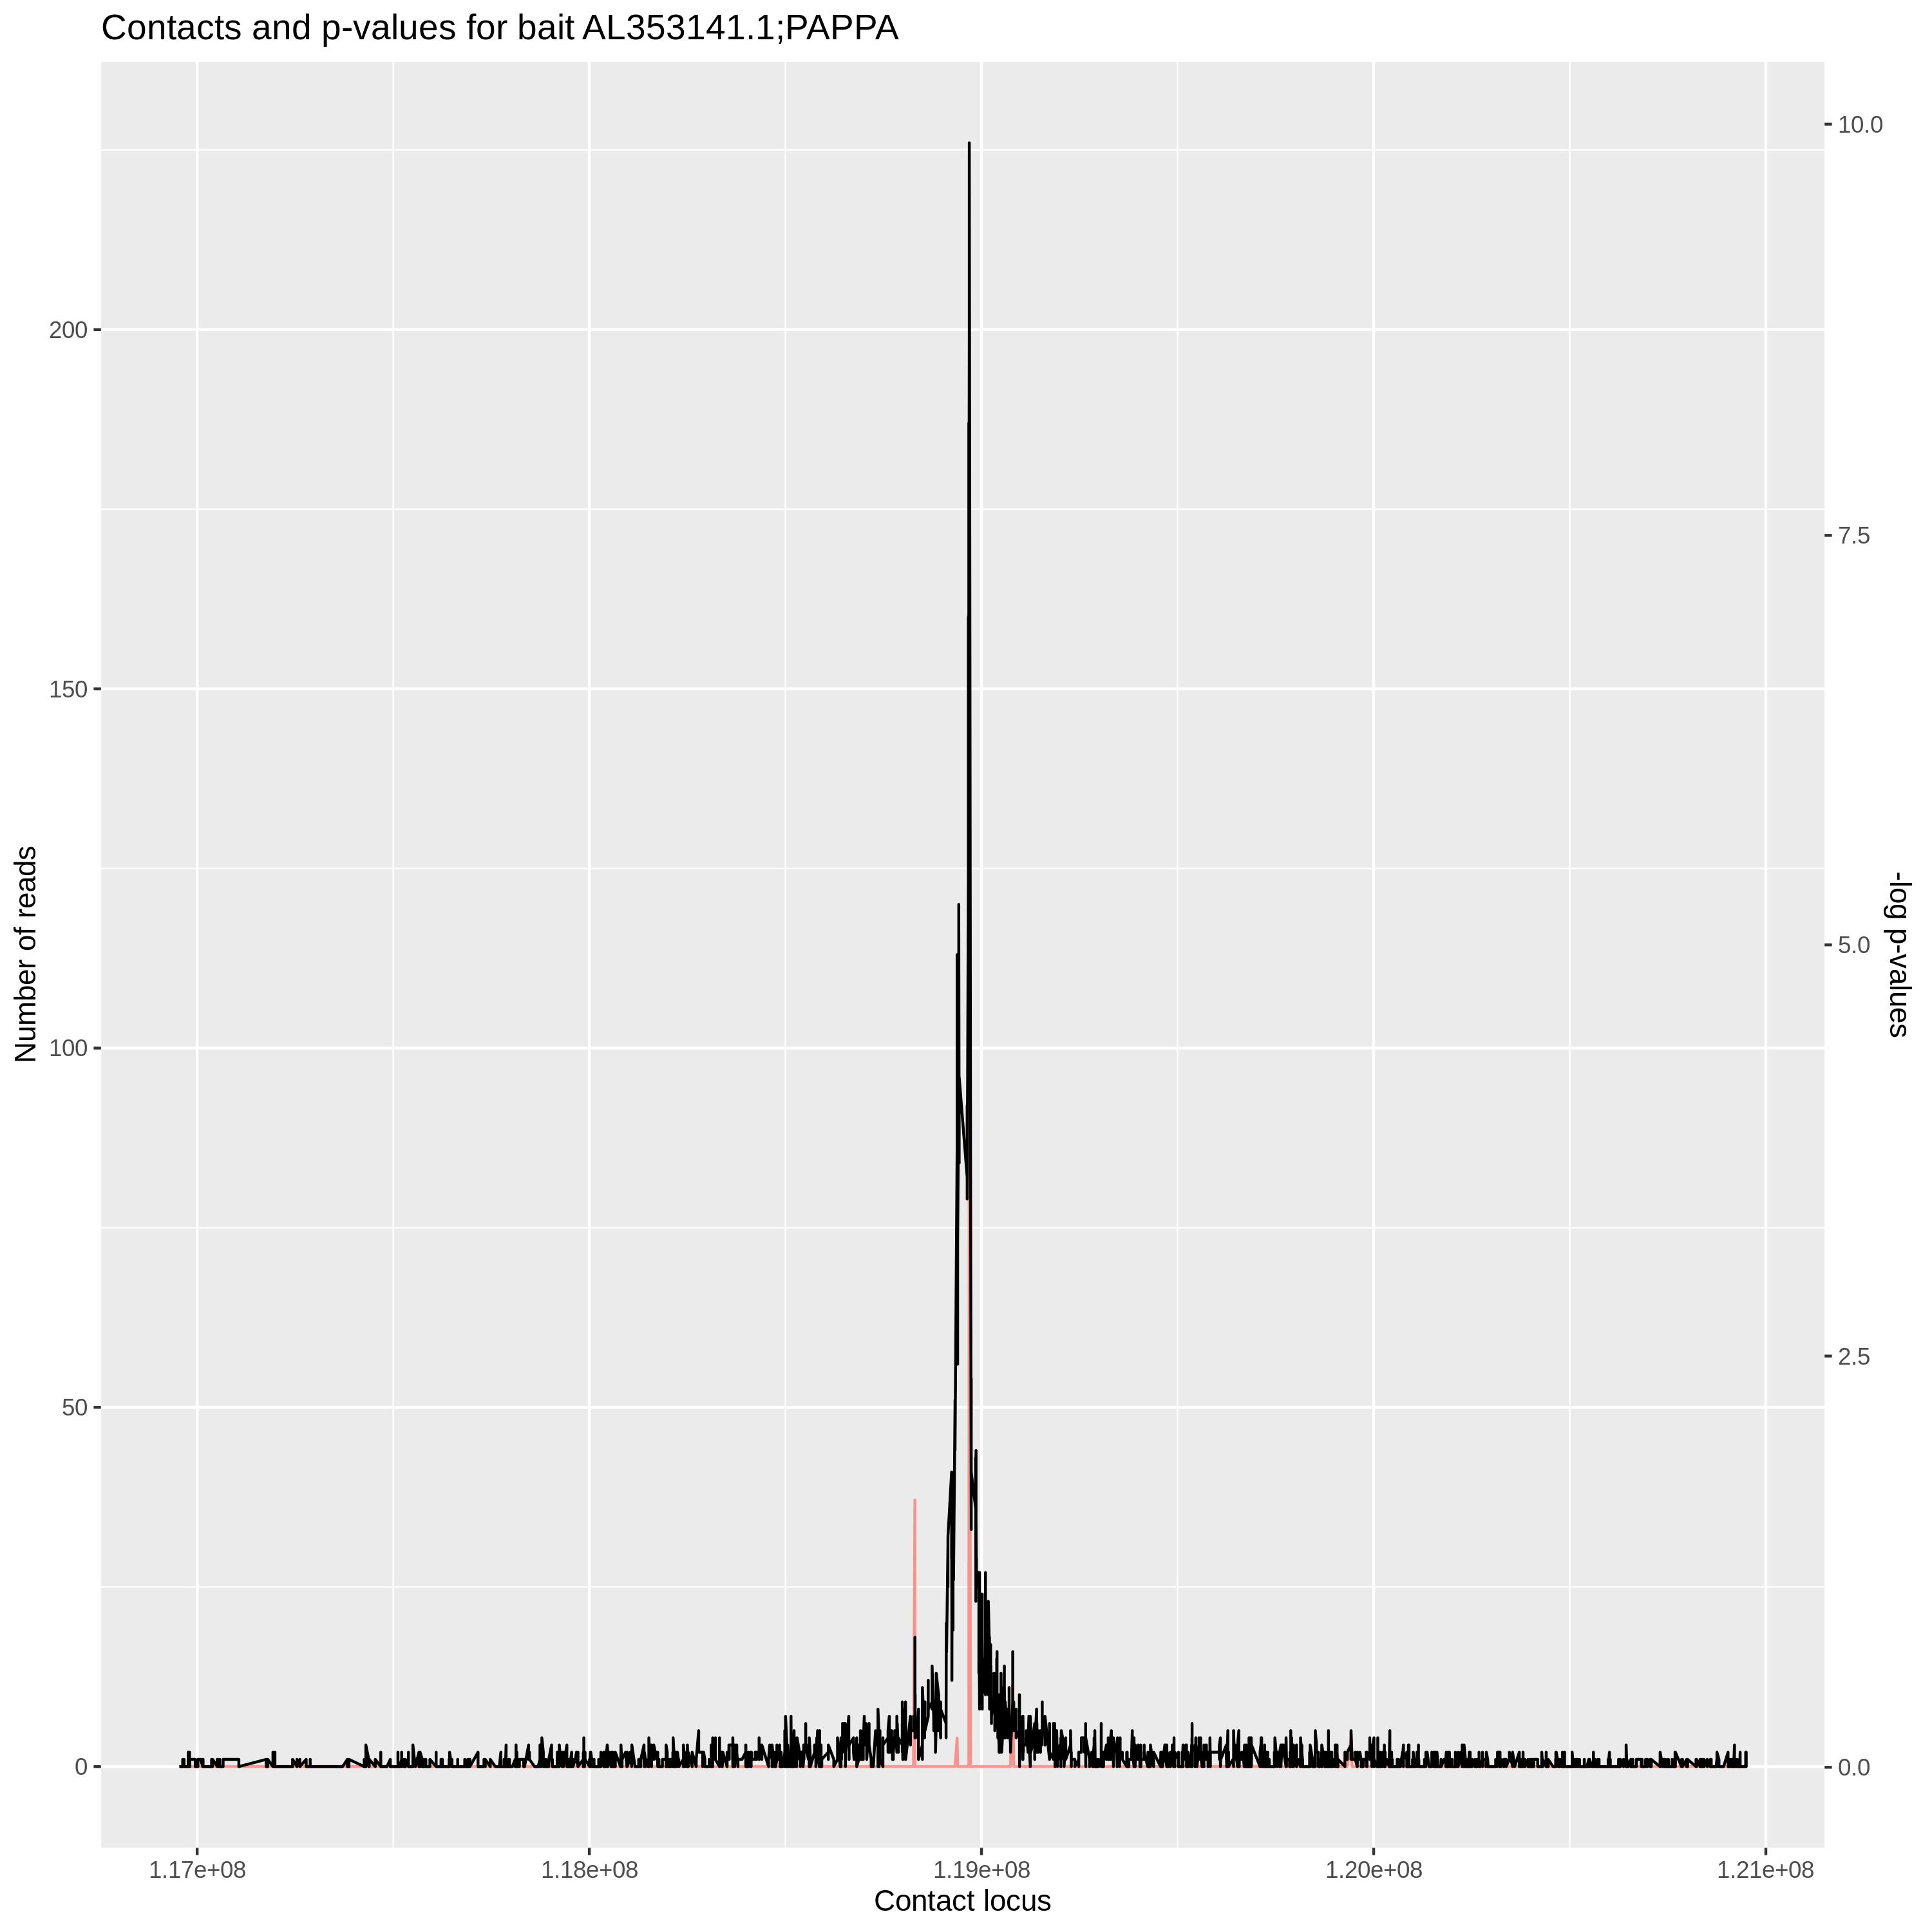 Contacts and p-values for bait AL353141.1;PAPPA
Number of reads
200
150
100
50
0
10.0
7.5
5.0
2.5
0.0
-log p-values
1.17e+08
1.18e+08
1.19e+08
1.20e+08
1.21e+08
Contact locus